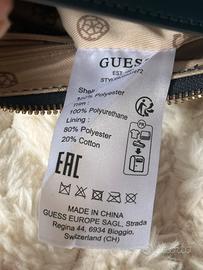 GUESS
EST.
Shell :
100% Polyester
Trim :
100% Polyurethane
Lining :
80% Polyester
20% Cotton
FR
EAC
MADE IN CHINA
GUESS EUROPE SAGL, Strada
Regina 44, 6934 Bioggio,
Switzerland (CH)